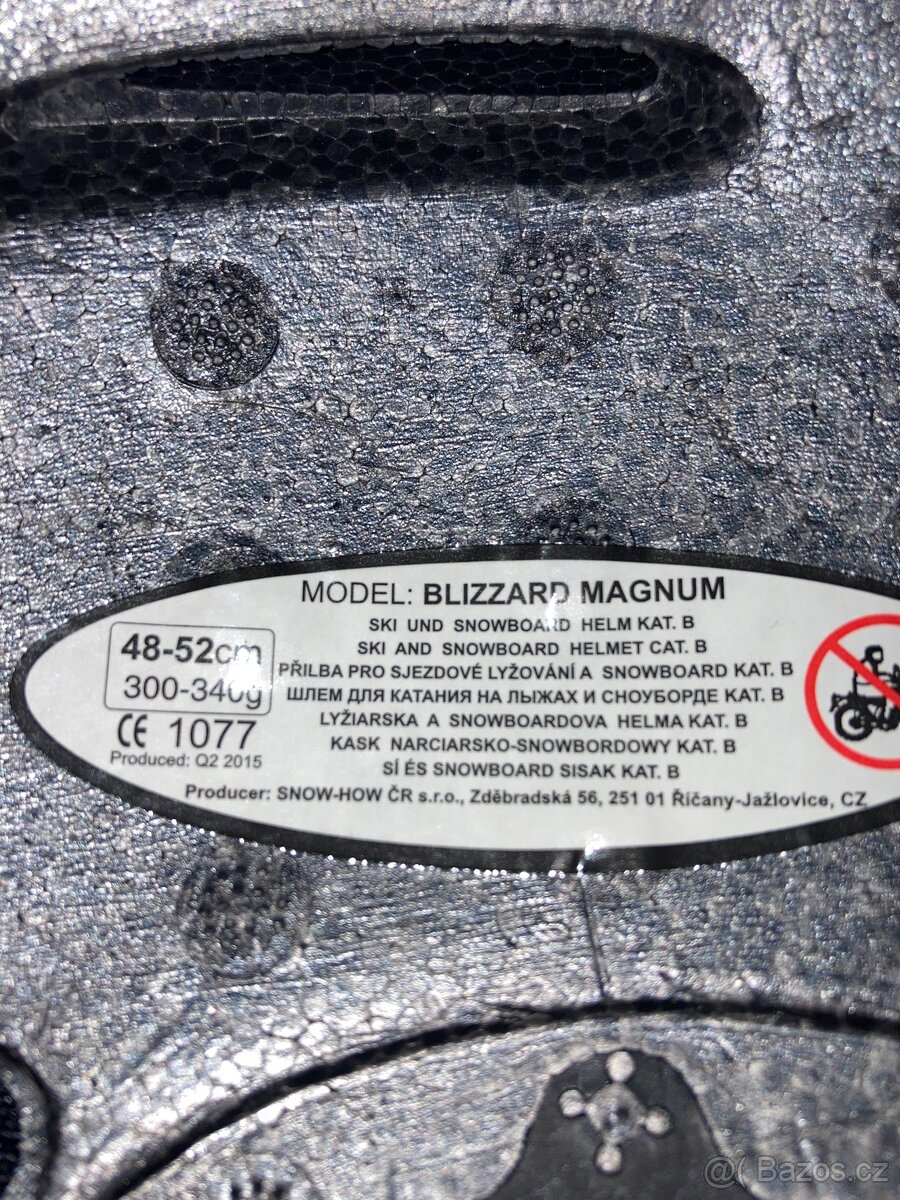 MODEL: BLIZZARD MAGNUM
SKI UND SNOWBOARD HELM KAT. B
SKI AND SNOWBOARD HELMET CAT. B
PŘILBA PRO SJEZDOVÉ LYŽOVÁNÍ A SNOWBOARD KAT. B
ШЛЕМ ДЛЯ КАТАНИЯ НА ЛЫЖАХ И СНОУБОРДЕ КАТ. B
LYŽIARSKA A SNOWBOARDOVA HELMA KAT. B
KASK NARCIARSKO-SNOWBORDOWY KAT. B
SÍ ÉS SNOWBOARD SISAK KAT. B
48-52cm
300-340g
CE 1077
Produced: Q2 2015
Producer: SNOW-HOW ČR s.r.o., Zděbradská 56, 251 01 Říčany-Jažlovice, CZ
@( Bazos.cz